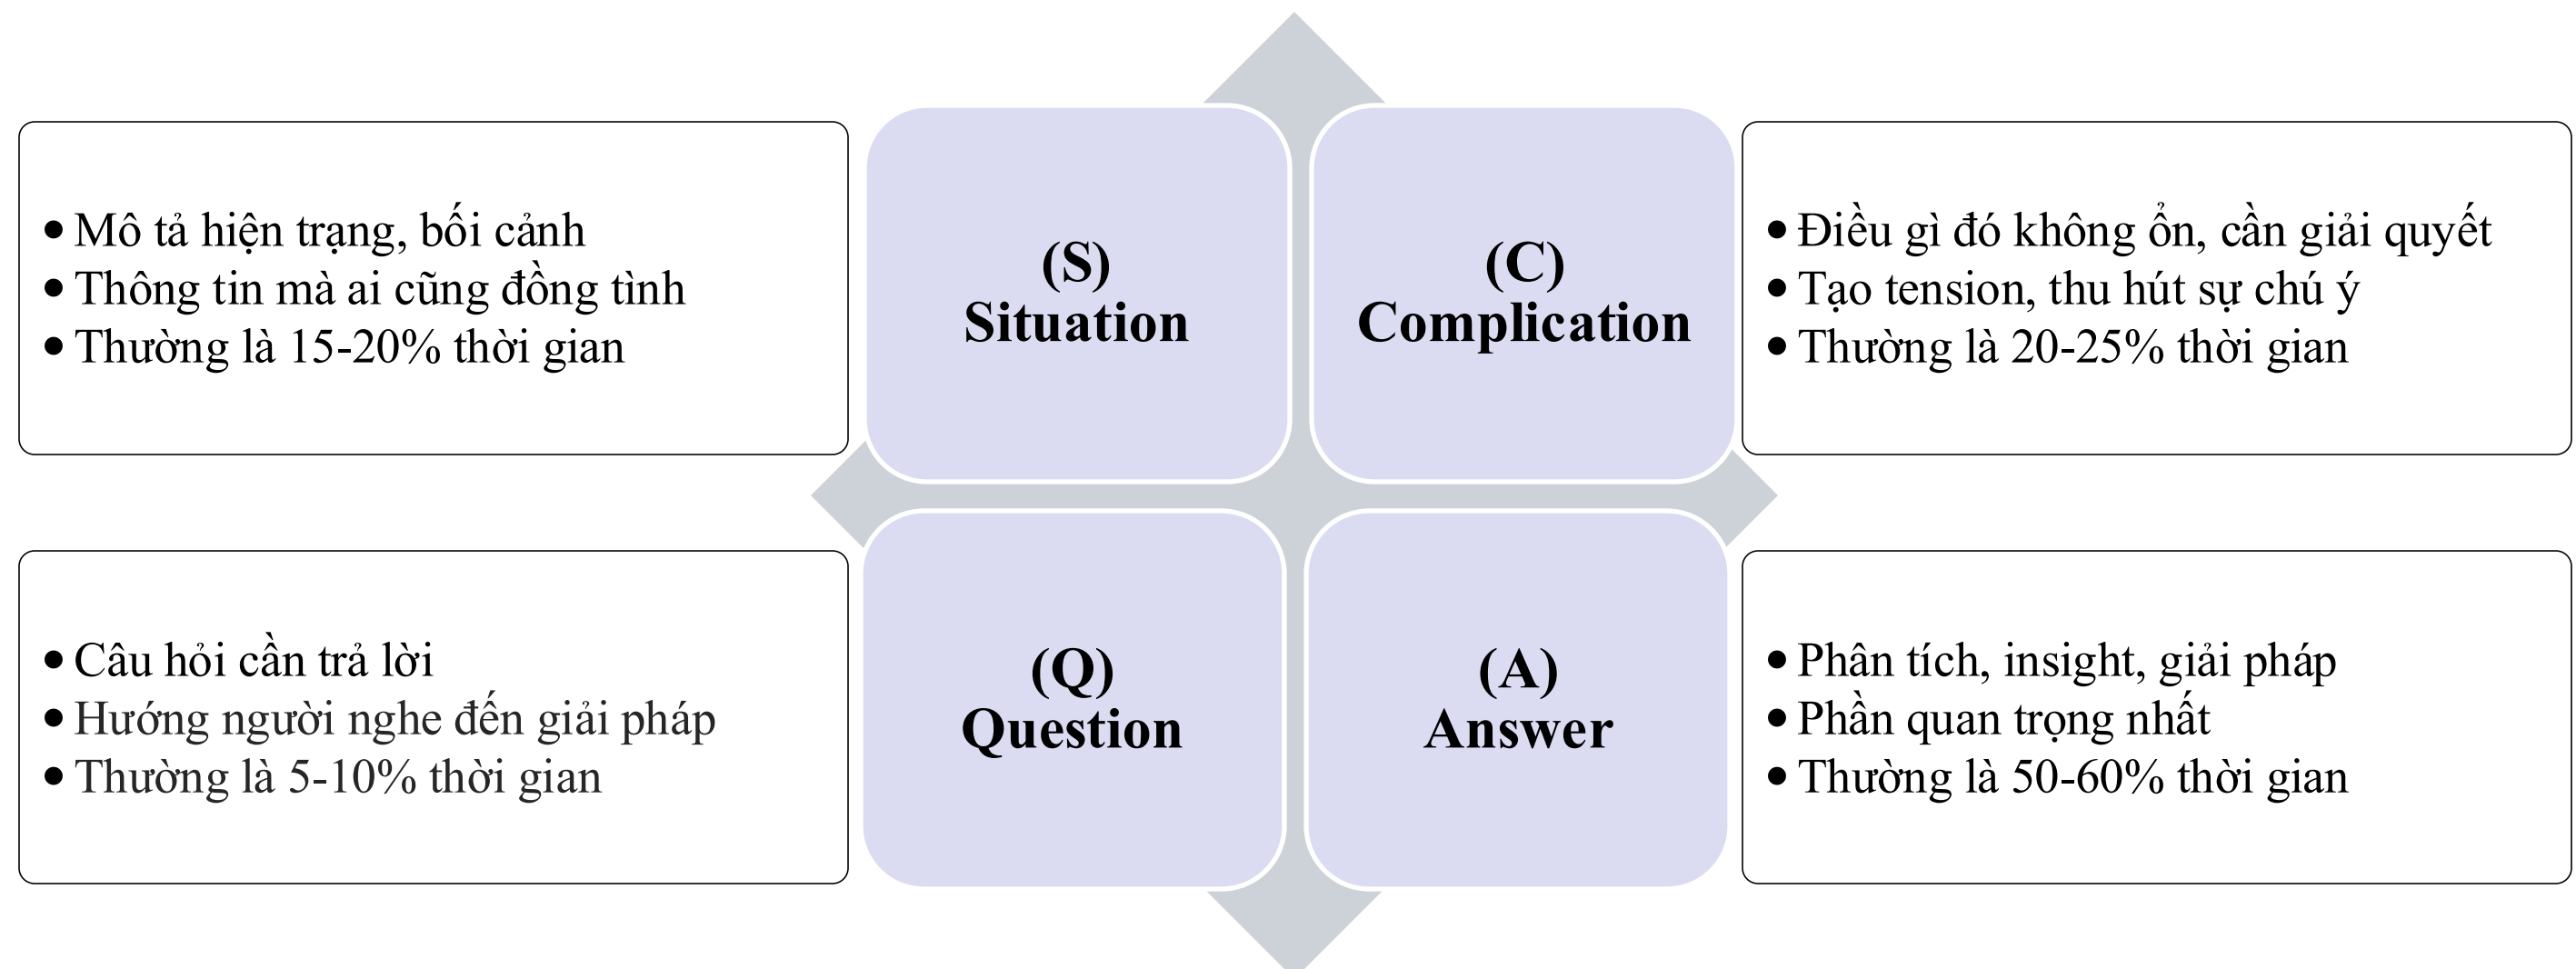 • Mô tả hiện trạng, bối cảnh
• Thông tin mà ai cũng đồng tình
• Thường là 15-20% thời gian
(S)
Situation
(C)
Complication
• Điều gì đó không ổn, cần giải quyết
• Tạo tension, thu hút sự chú ý
• Thường là 20-25% thời gian
• Câu hỏi cần trả lời
• Hướng người nghe đến giải pháp
• Thường là 5-10% thời gian
(Q)
Question
(A)
Answer
• Phân tích, insight, giải pháp
• Phần quan trọng nhất
• Thường là 50-60% thời gian